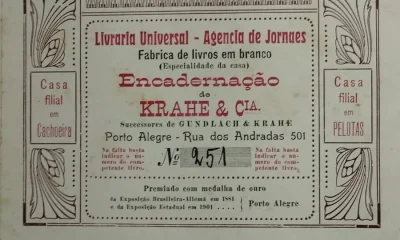 Livraria Universal - Agencia de Jornaes
Fabrica de livros em branco
(Especialidade da casa)
Encadernação
de
KRAHE & CIA.
Successores de GUNDLACH & KRAHE
Porto Alegre - Rua dos Andradas 501
Na falta basta
indicar o nu-
mero do com-
petente livro.
No 251
Na falta basta
indicar o nu-
mero do com-
petente livro.
Premiado com medalha de ouro
da Exposição Brasileira-Allemã em 1881
e da Exposição Estadual em 1901 ....
Porto Alegre
Casa
filial
em
Cachoeira
Casa
filial
em
PELOTAS